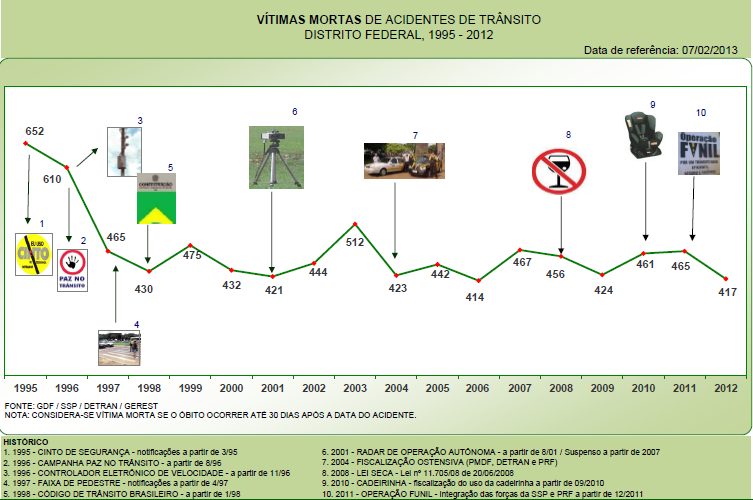 VÍTIMAS MORTAS DE ACIDENTES DE TRÂNSITO
DISTRITO FEDERAL, 1995 - 2012
Data de referência: 07/02/2013
652
610
465
430
475
432
421
444
512
423
442
414
467
456
424
461
465
417
1
2
3
4
5
6
7
8
9
10
CINTO
PAZ NO
TRÂNSITO
CONSTITUIÇÃO
Operação
FUNIL
1995 1996 1997 1998 1999 2000 2001 2002 2003 2004 2005 2006 2007 2008 2009 2010 2011 2012
FONTE: GDF / SSP / DETRAN / GEREST
NOTA: CONSIDERA-SE VÍTIMA MORTA SE O ÓBITO OCORRER ATÉ 30 DIAS APÓS A DATA DO ACIDENTE.
HISTÓRICO
1. 1995 - CINTO DE SEGURANÇA - notificações a partir de 3/95
2. 1996 - CAMPANHA PAZ NO TRÂNSITO - a partir de 8/96
3. 1996 - CONTROLADOR ELETRÔNICO DE VELOCIDADE - a partir de 11/96
4. 1997 - FAIXA DE PEDESTRE - notificações a partir de 4/97
5. 1998 - CÓDIGO DE TRÂNSITO BRASILEIRO - a partir de 1/98
6. 2001 - RADAR DE OPERAÇÃO AUTÔNOMA - a partir de 8/01 / Suspenso a partir de 2007
7. 2004 - FISCALIZAÇÃO OSTENSIVA (PMDF, DETRAN e PRF)
8. 2008 - LEI SECA - Lei nº 11.705/08 de 20/06/2008
9. 2010 - CADEIRINHA - fiscalização do uso da cadeirinha a partir de 09/2010
10. 2011 - OPERAÇÃO FUNIL - Integração das forças da SSP e PRF a partir de 12/2011